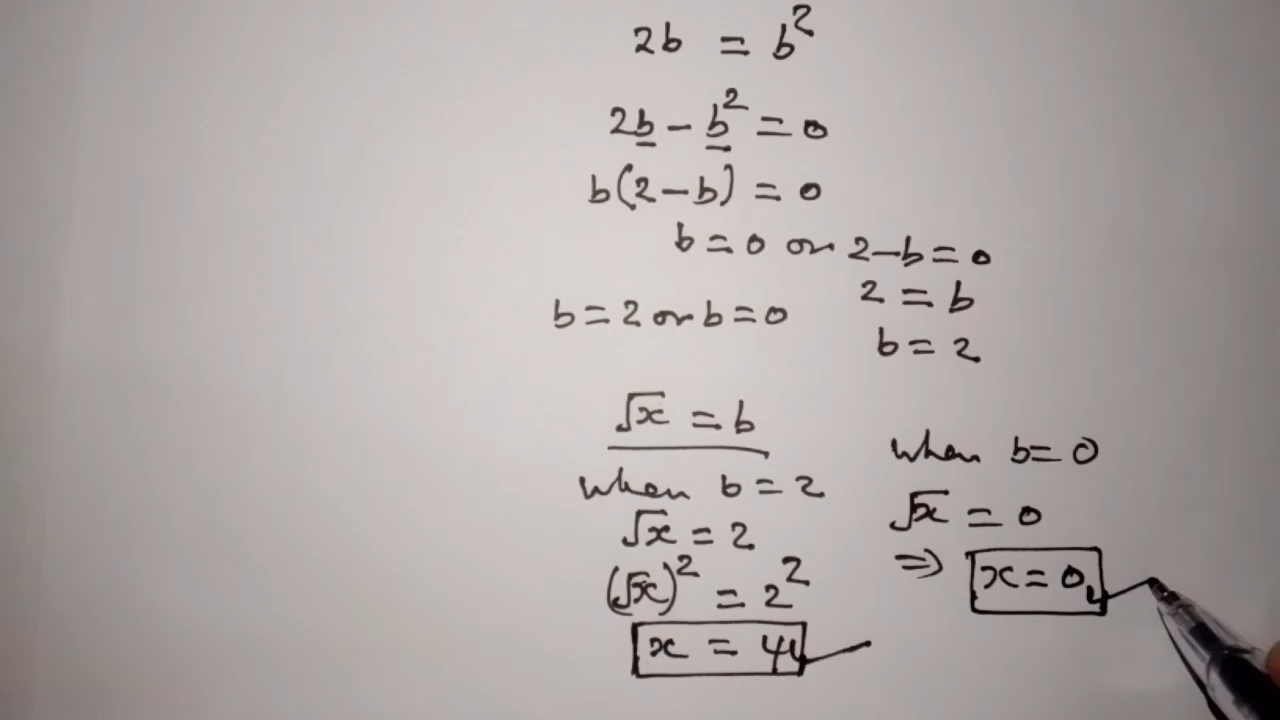 2b = b²
2b - b² = 0
b(2 - b) = 0
b = 0 or 2 - b = 0
2 = b
b = 2 or b = 0
b = 2
√x = b
when b = 2
√x = 2
(√x)² = 2²
x = 4
when b = 0
√x = 0
⇒ x = 0